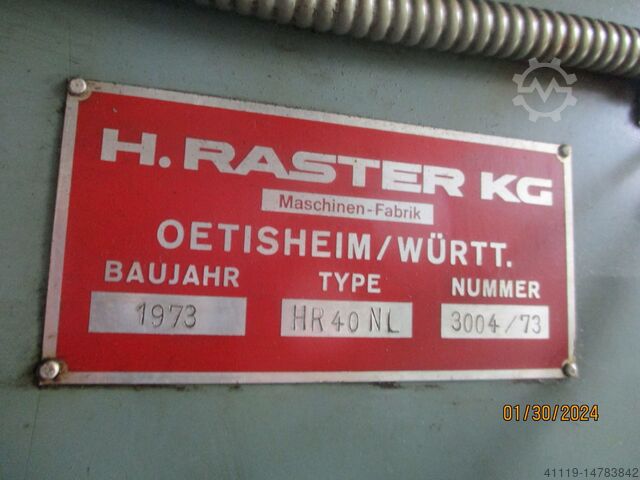 H. RASTER KG
Maschinen-Fabrik
OETISHEIM/WÜRTT.
BAUJAHR TYPE NUMMER
1973 HR 40 NL 3004/73
01/30/2024
41119-14783842